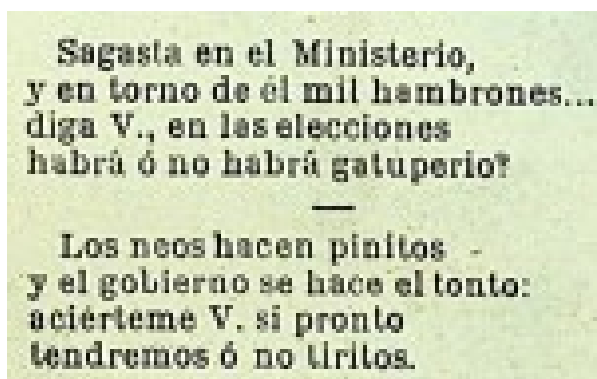 Sagasta en el Ministerio,
y en torno de él mil hambrones...
diga V., en las elecciones
habrá ó no habrá gatuperio?
—
Los neos hacen pinitos
y el gobierno se hace el tonto:
aciérteme V. si pronto
tendremos ó no tiritos.